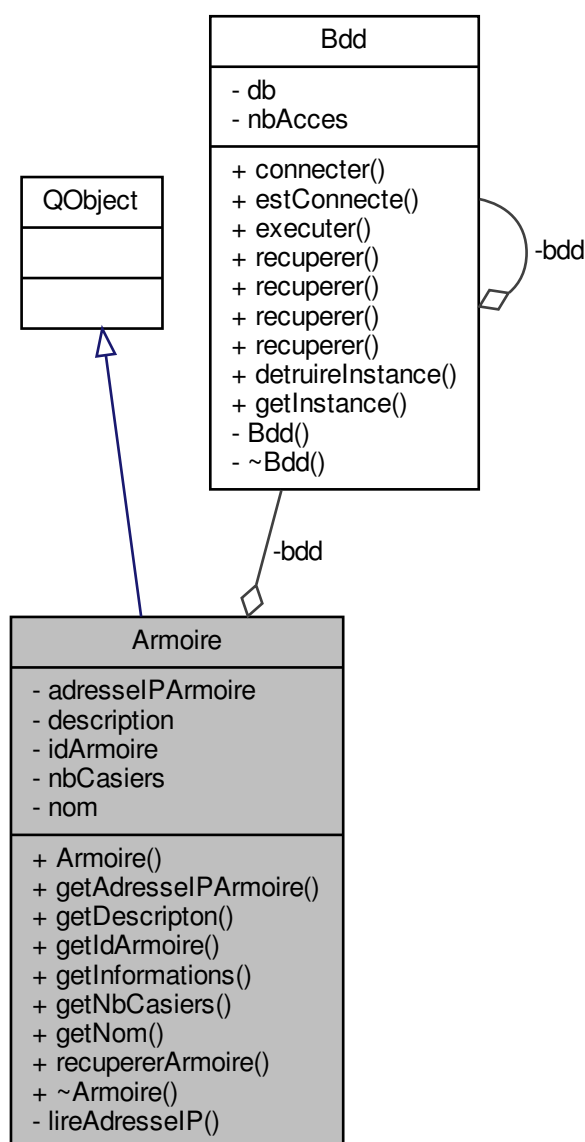 Bdd
- db
- nbAcces
+ connecter()
+ estConnecte()
+ executer()
+ recuperer()
+ recuperer()
+ recuperer()
+ recuperer()
+ detruireInstance()
+ getInstance()
- Bdd()
- ~Bdd()
-bdd
QObject
-bdd
Armoire
- adresseIPArmoire
- description
- idArmoire
- nbCasiers
- nom
+ Armoire()
+ getAdresseIPArmoire()
+ getDescripton()
+ getIdArmoire()
+ getInformations()
+ getNbCasiers()
+ getNom()
+ recupererArmoire()
+ ~Armoire()
- lireAdresseIP()